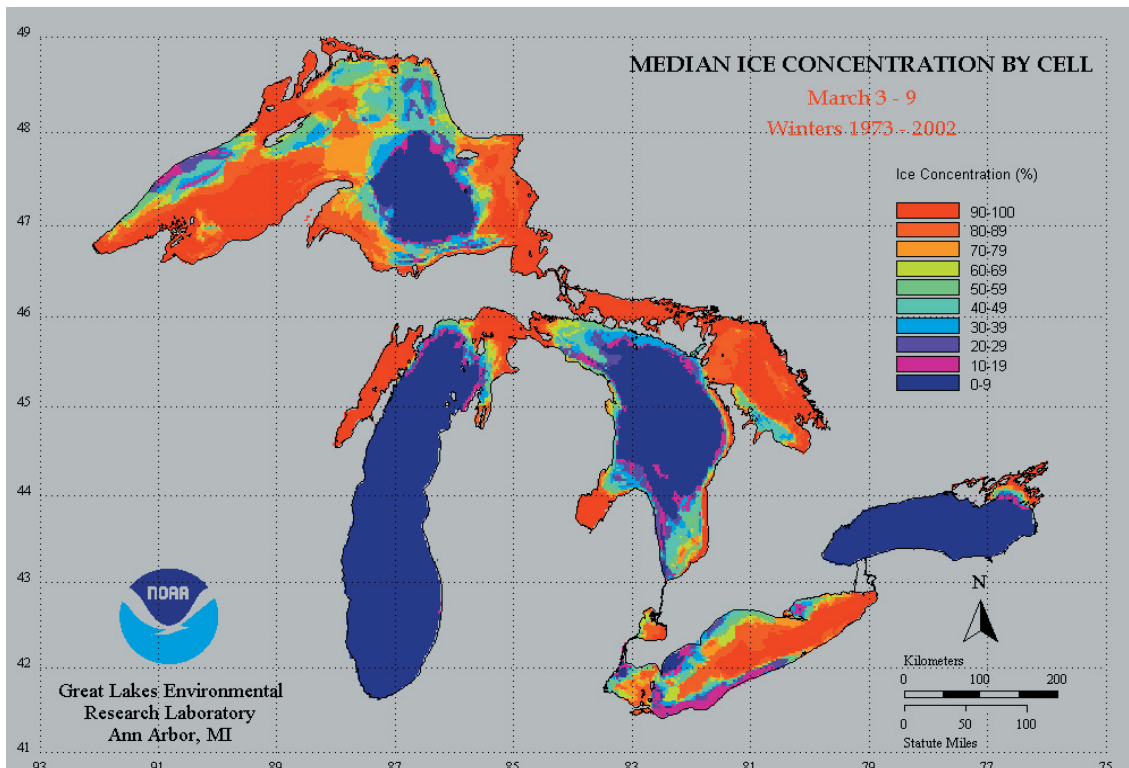 49
48
47
46
45
44
43
42
41
93
91
89
87
85
83
81
79
77
75
MEDIAN ICE CONCENTRATION BY CELL
March 3 - 9
Winters 1973 - 2002
Ice Concentration (%)
90-100
80-89
70-79
60-69
50-59
40-49
30-39
20-29
10-19
0-9
NOAA
Great Lakes Environmental
Research Laboratory
Ann Arbor, MI
N
Kilometers
0 100 200
0 50 100
Statute Miles